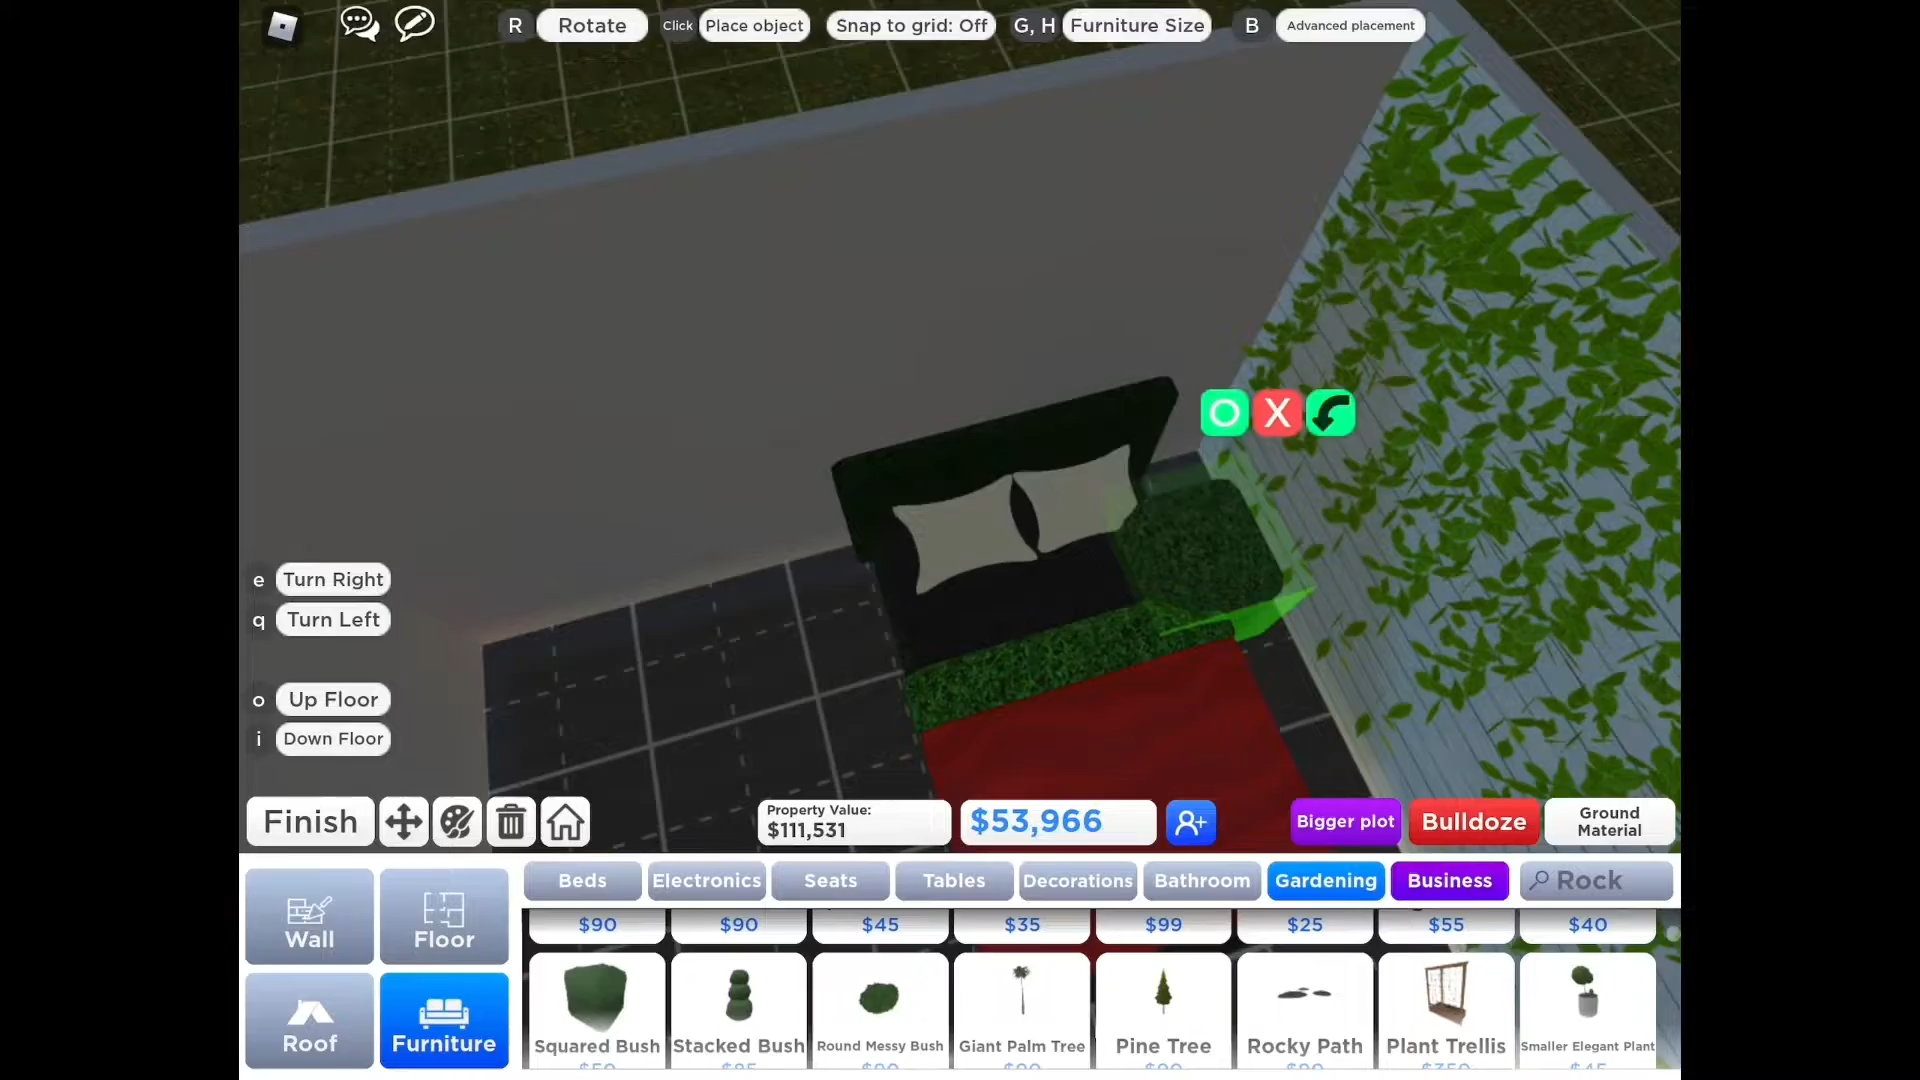 R Rotate Click Place object Snap to grid: Off G, H Furniture Size B Advanced placement
X
e Turn Right
q Turn Left
o Up Floor
i Down Floor
Finish
Property Value:
$111,531
$53,966
Bigger plot
Bulldoze
Ground
Material
Beds Electronics Seats Tables Decorations Bathroom Gardening Business Rock
Wall
Floor
Roof
Furniture
$90 $90 $45 $35 $99 $25 $55 $40
Squared Bush Stacked Bush Round Messy Bush Giant Palm Tree Pine Tree Rocky Path Plant Trellis Smaller Elegant Plant